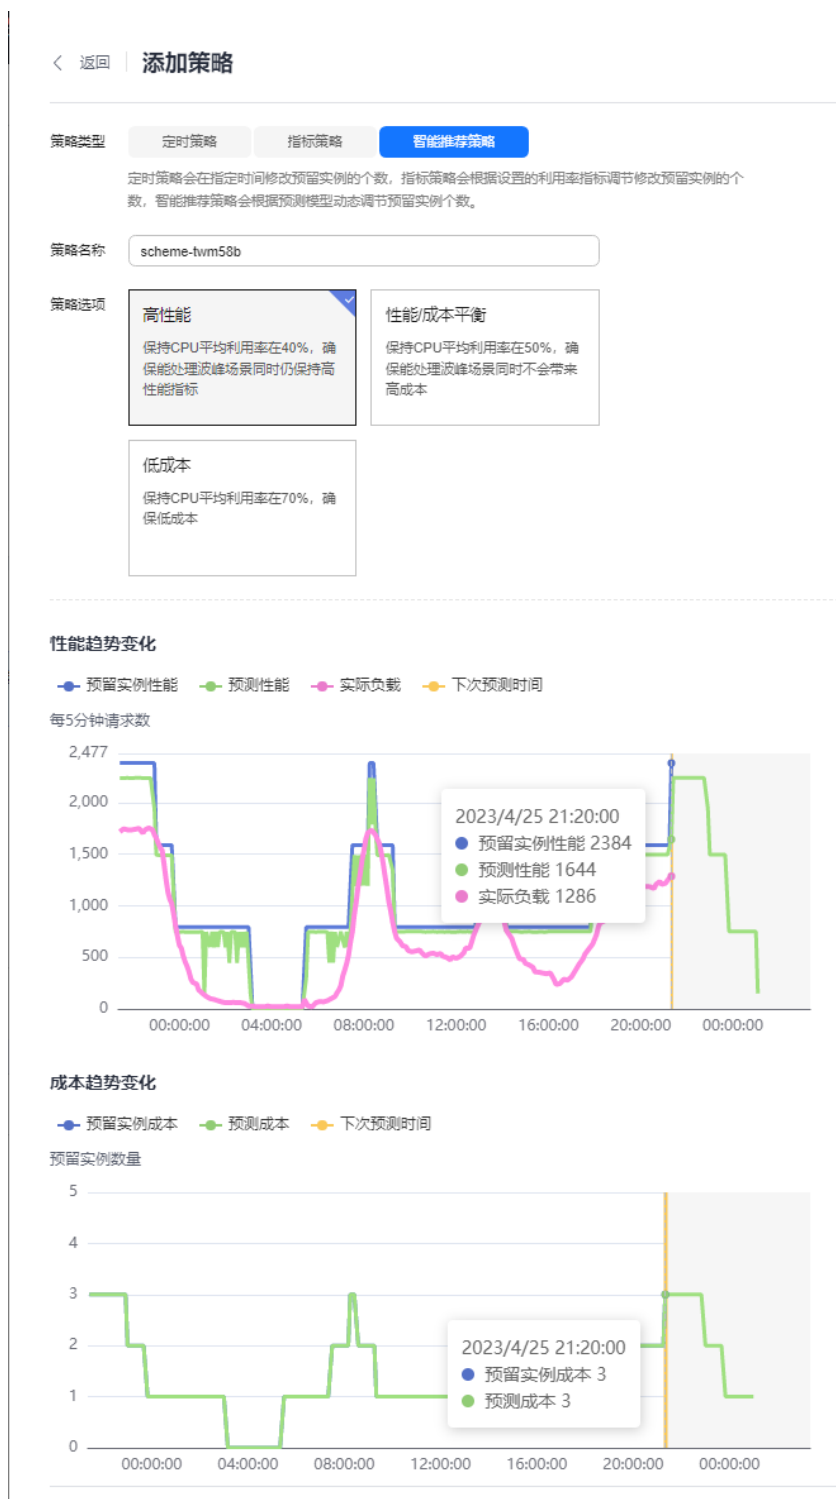 返回 添加策略
策略类型 定时策略 指标策略 智能推荐策略
定时策略会在指定时间修改预留实例的个数，指标策略会根据设置的利用率指标调节修改预留实例的个
数，智能推荐策略会根据预测模型动态调节预留实例个数。
策略名称 scheme-twm58b
策略选项
高性能
保持CPU平均利用率在40%，确
保能处理波峰场景同时仍保持高
性能指标
性能/成本平衡
保持CPU平均利用率在50%，确
保能处理波峰场景同时不会带来
高成本
低成本
保持CPU平均利用率在70%，确
保低成本
性能趋势变化
预留实例性能 预测性能 实际负载 下次预测时间
每5分钟请求数
2,477
2,000
1,500
1,000
500
0
2023/4/25 21:20:00
预留实例性能 2384
预测性能 1644
实际负载 1286
00:00:00 04:00:00 08:00:00 12:00:00 16:00:00 20:00:00 00:00:00
成本趋势变化
预留实例成本 预测成本 下次预测时间
预留实例数量
5
4
3
2
1
0
2023/4/25 21:20:00
预留实例成本 3
预测成本 3
00:00:00 04:00:00 08:00:00 12:00:00 16:00:00 20:00:00 00:00:00